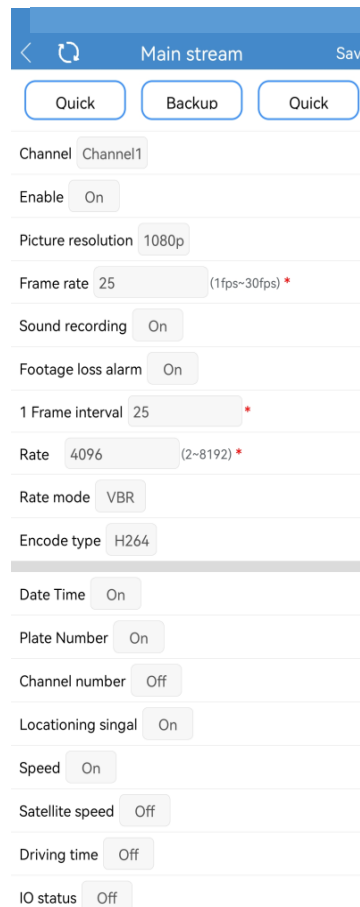 Main stream Sav
Quick Backup Quick
Channel Channel1
Enable On
Picture resolution 1080p
Frame rate 25 (1fps~30fps) *
Sound recording On
Footage loss alarm On
1 Frame interval 25 *
Rate 4096 (2~8192) *
Rate mode VBR
Encode type H264
Date Time On
Plate Number On
Channel number Off
Locationing singal On
Speed On
Satellite speed Off
Driving time Off
IO status Off